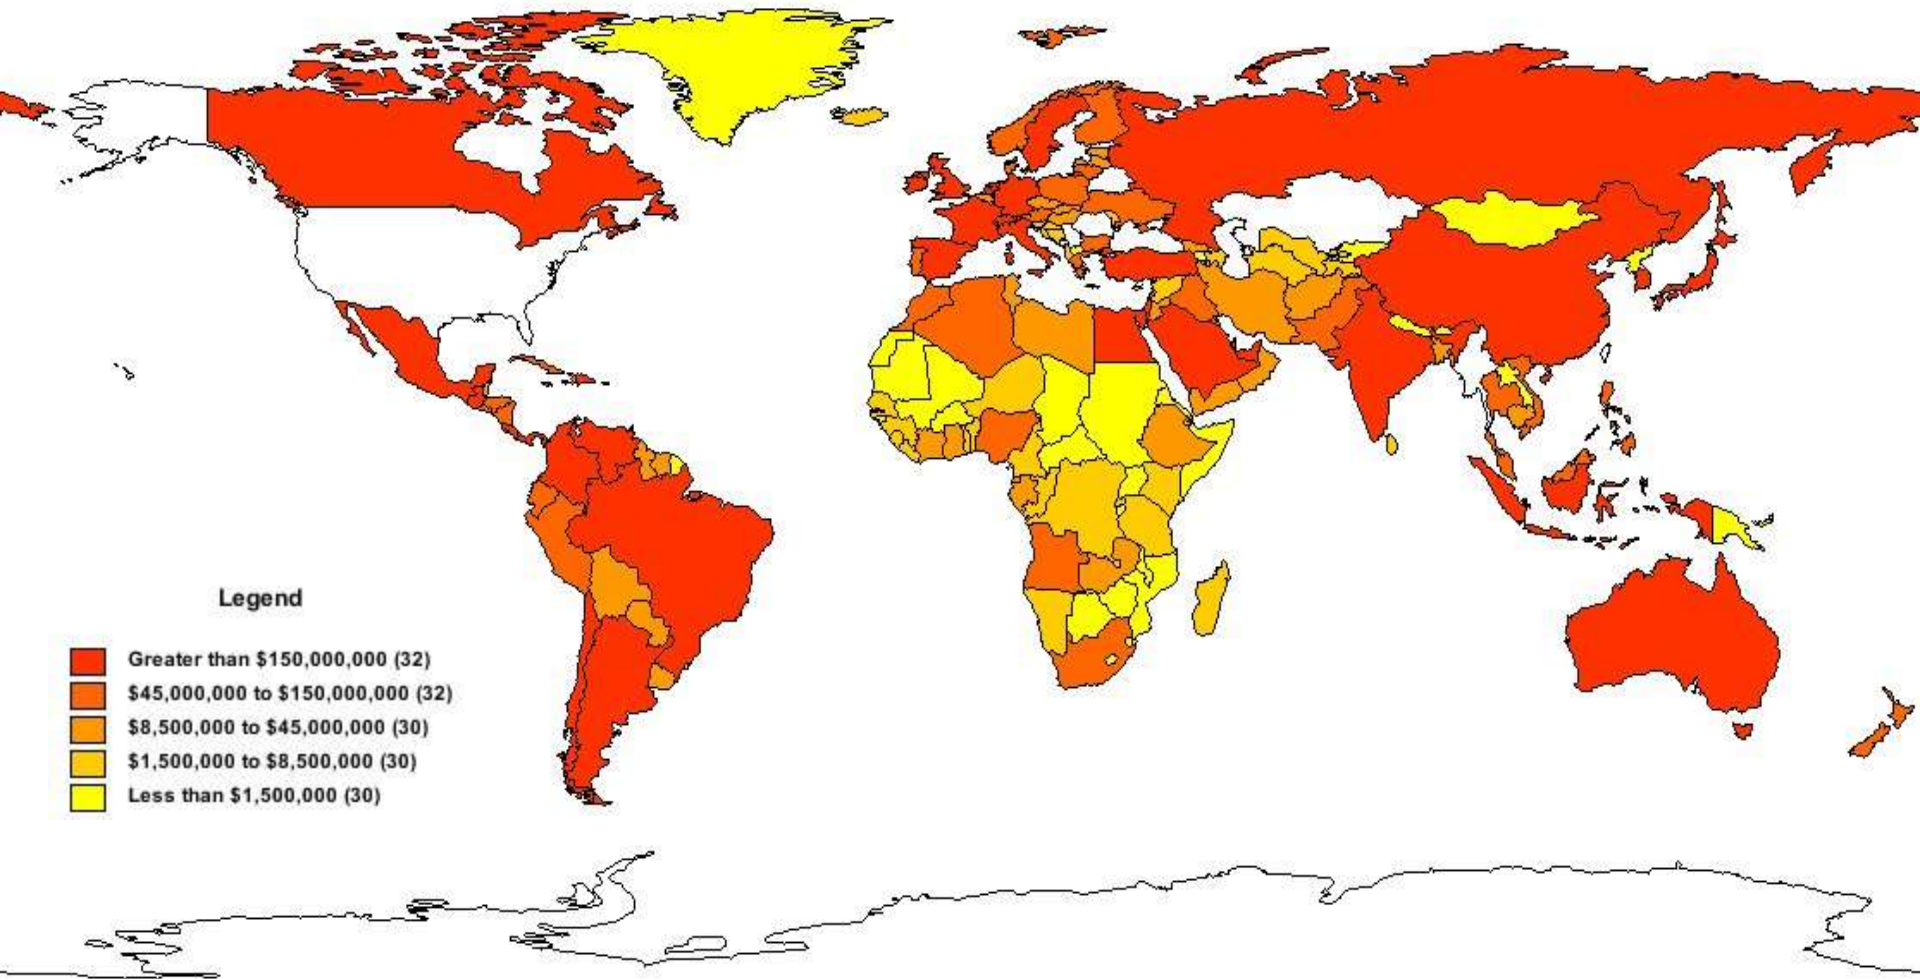 Legend
Greater than $150,000,000 (32)
$45,000,000 to $150,000,000 (32)
$8,500,000 to $45,000,000 (30)
$1,500,000 to $8,500,000 (30)
Less than $1,500,000 (30)